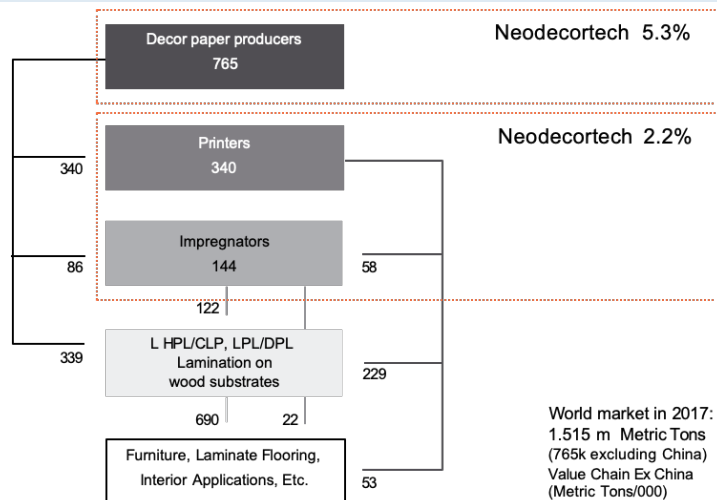 Decor paper producers
765
Neodecortech 5.3%
Printers
340
Neodecortech 2.2%
340
Impregnators
144
86
58
122
L HPL/CLP, LPL/DPL
Lamination on
wood substrates
339
229
690
22
Furniture, Laminate Flooring,
Interior Applications, Etc.
53
World market in 2017:
1.515 m Metric Tons
(765k excluding China)
Value Chain Ex China
(Metric Tons/000)